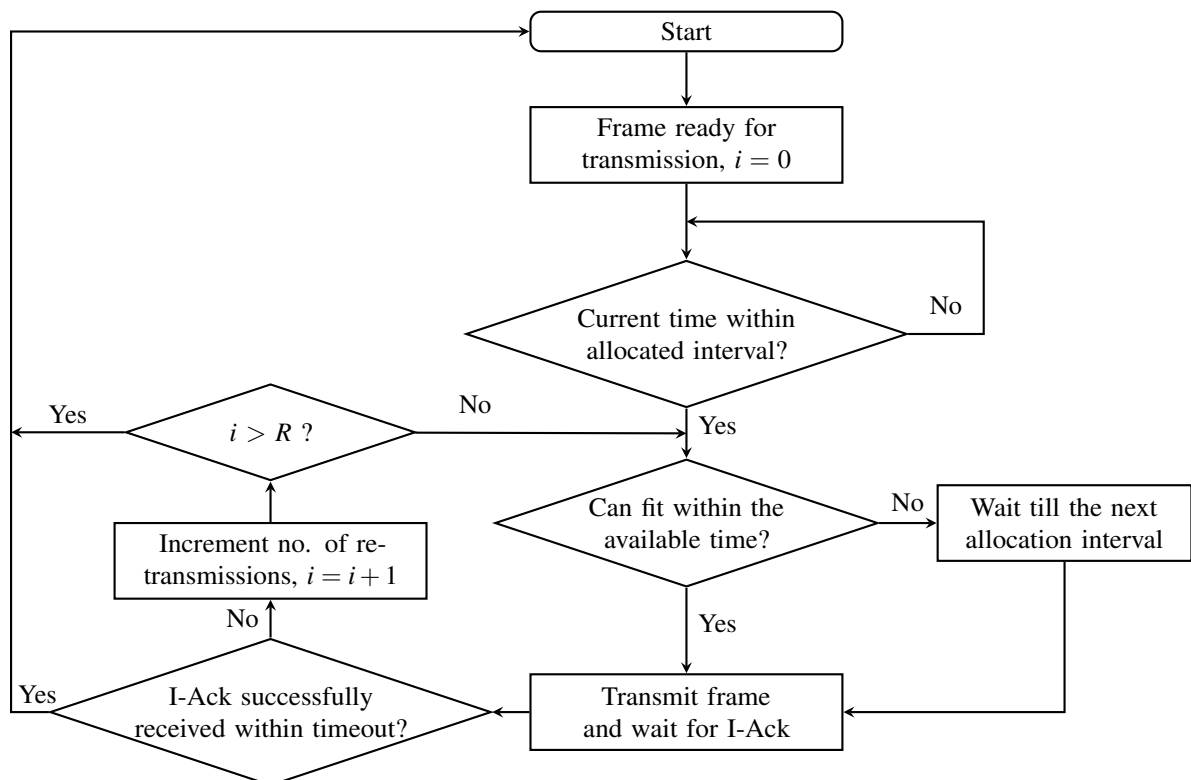 Start
Frame ready for
transmission, i = 0
Current time within
allocated interval?
No
Yes
i > R ?
Yes
No
Can fit within the
available time?
No
Wait till the next
allocation interval
Yes
Increment no. of re-
transmissions, i = i + 1
No
I-Ack successfully
received within timeout?
Yes
Transmit frame
and wait for I-Ack